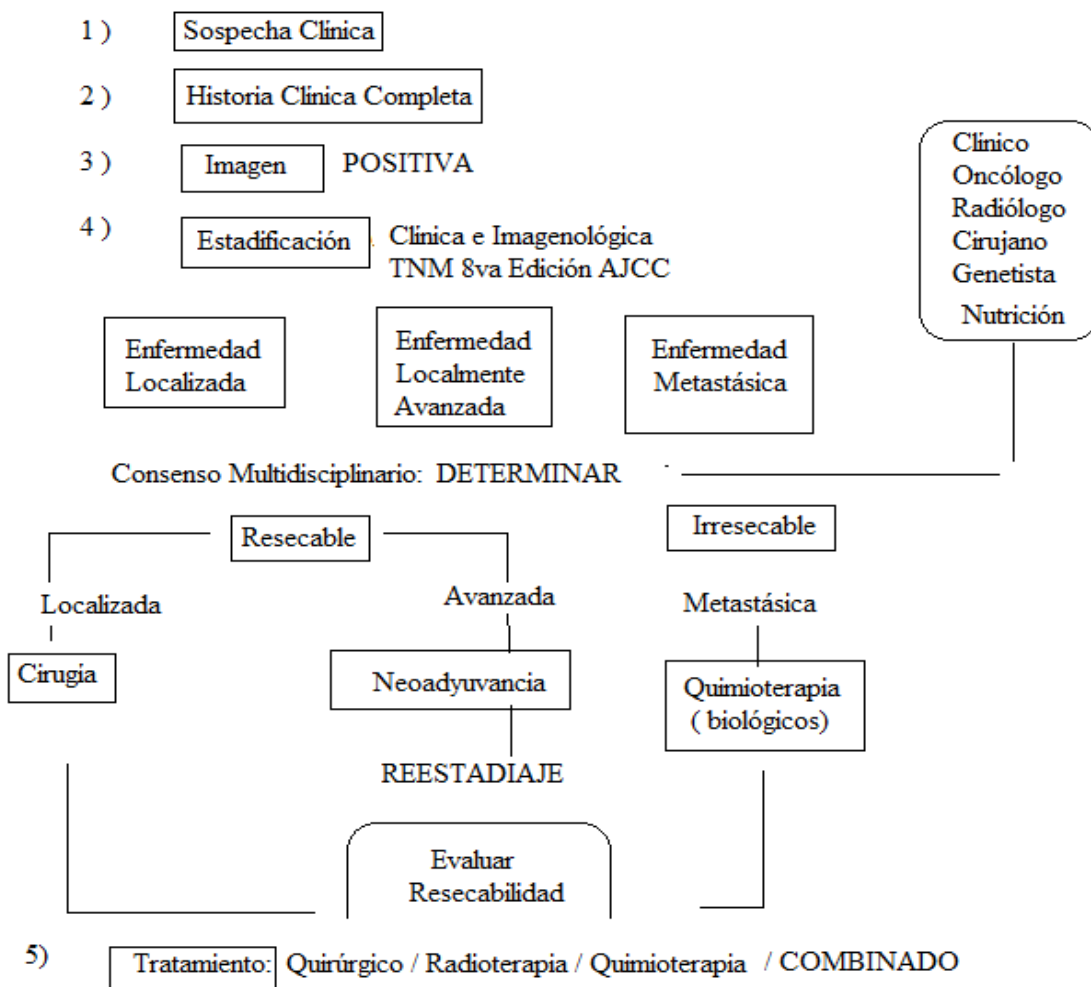 1 ) Sospecha Clínica
2 ) Historia Clínica Completa
3 ) Imagen POSITIVA
4 ) Estadificación Clínica e Imagenológica
TNM 8va Edición AJCC
Clínico
Oncólogo
Radiólogo
Cirujano
Genetista
Nutrición
Enfermedad
Localizada
Enfermedad
Localmente
Avanzada
Enfermedad
Metastásica
Consenso Multidisciplinario: DETERMINAR
Resecable
Irresecable
Localizada
Avanzada
Metastásica
Cirugía
Neoadyuvancia
Quimioterapia
( biológicos)
REESTADIAJE
Evaluar
Resecabilidad
5) Tratamiento: Quirúrgico / Radioterapia / Quimioterapia / COMBINADO